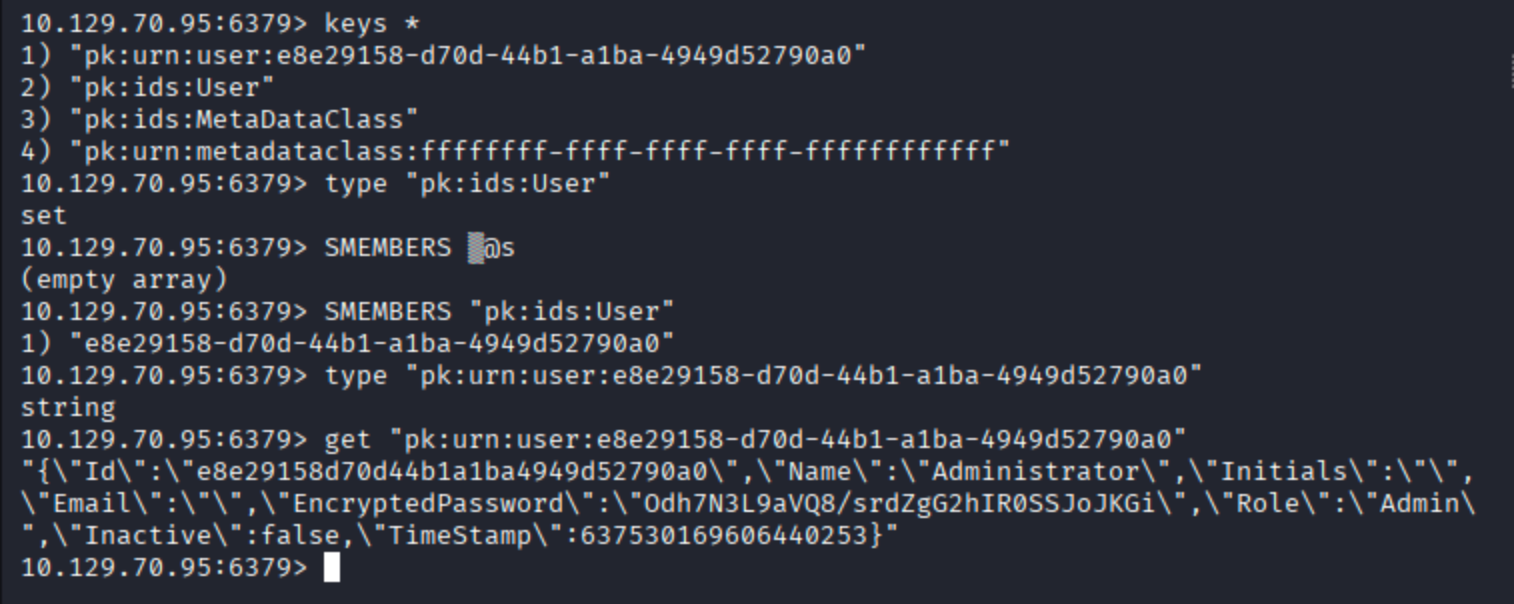 10.129.70.95:6379> keys *
1) "pk:urn:user:e8e29158-d70d-44b1-a1ba-4949d52790a0"
2) "pk:ids:User"
3) "pk:ids:MetaDataClass"
4) "pk:urn:metadataclass:ffffffff-ffff-ffff-ffff-ffffffffffff"
10.129.70.95:6379> type "pk:ids:User"
set
10.129.70.95:6379> SMEMBERS ▒@s
(empty array)
10.129.70.95:6379> SMEMBERS "pk:ids:User"
1) "e8e29158-d70d-44b1-a1ba-4949d52790a0"
10.129.70.95:6379> type "pk:urn:user:e8e29158-d70d-44b1-a1ba-4949d52790a0"
string
10.129.70.95:6379> get "pk:urn:user:e8e29158-d70d-44b1-a1ba-4949d52790a0"
"{\"Id\":\"e8e29158d70d44b1a1ba4949d52790a0\",\"Name\":\"Administrator\",\"Initials\":\"\",
\"Email\":\"\",\"EncryptedPassword\":\"Odh7N3L9aVQ8/srdZgG2hIR0SSJoJKGi\",\"Role\":\"Admin\
",\"Inactive\":false,\"TimeStamp\":637530169606440253}"
10.129.70.95:6379>